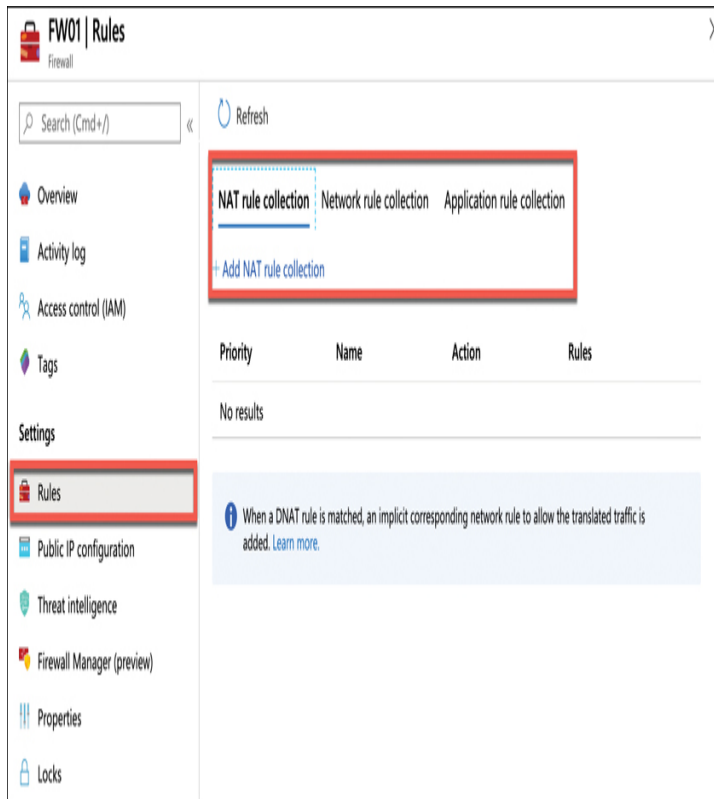 FW01 | Rules
Firewall
Search (Cmd+/)
«
Overview
Activity log
Access control (IAM)
Tags
Settings
Rules
Public IP configuration
Threat intelligence
Firewall Manager (preview)
Properties
Locks
Refresh
NAT rule collection Network rule collection Application rule collection
+ Add NAT rule collection
Priority Name Action Rules
No results
When a DNAT rule is matched, an implicit corresponding network rule to allow the translated traffic is
added. Learn more.